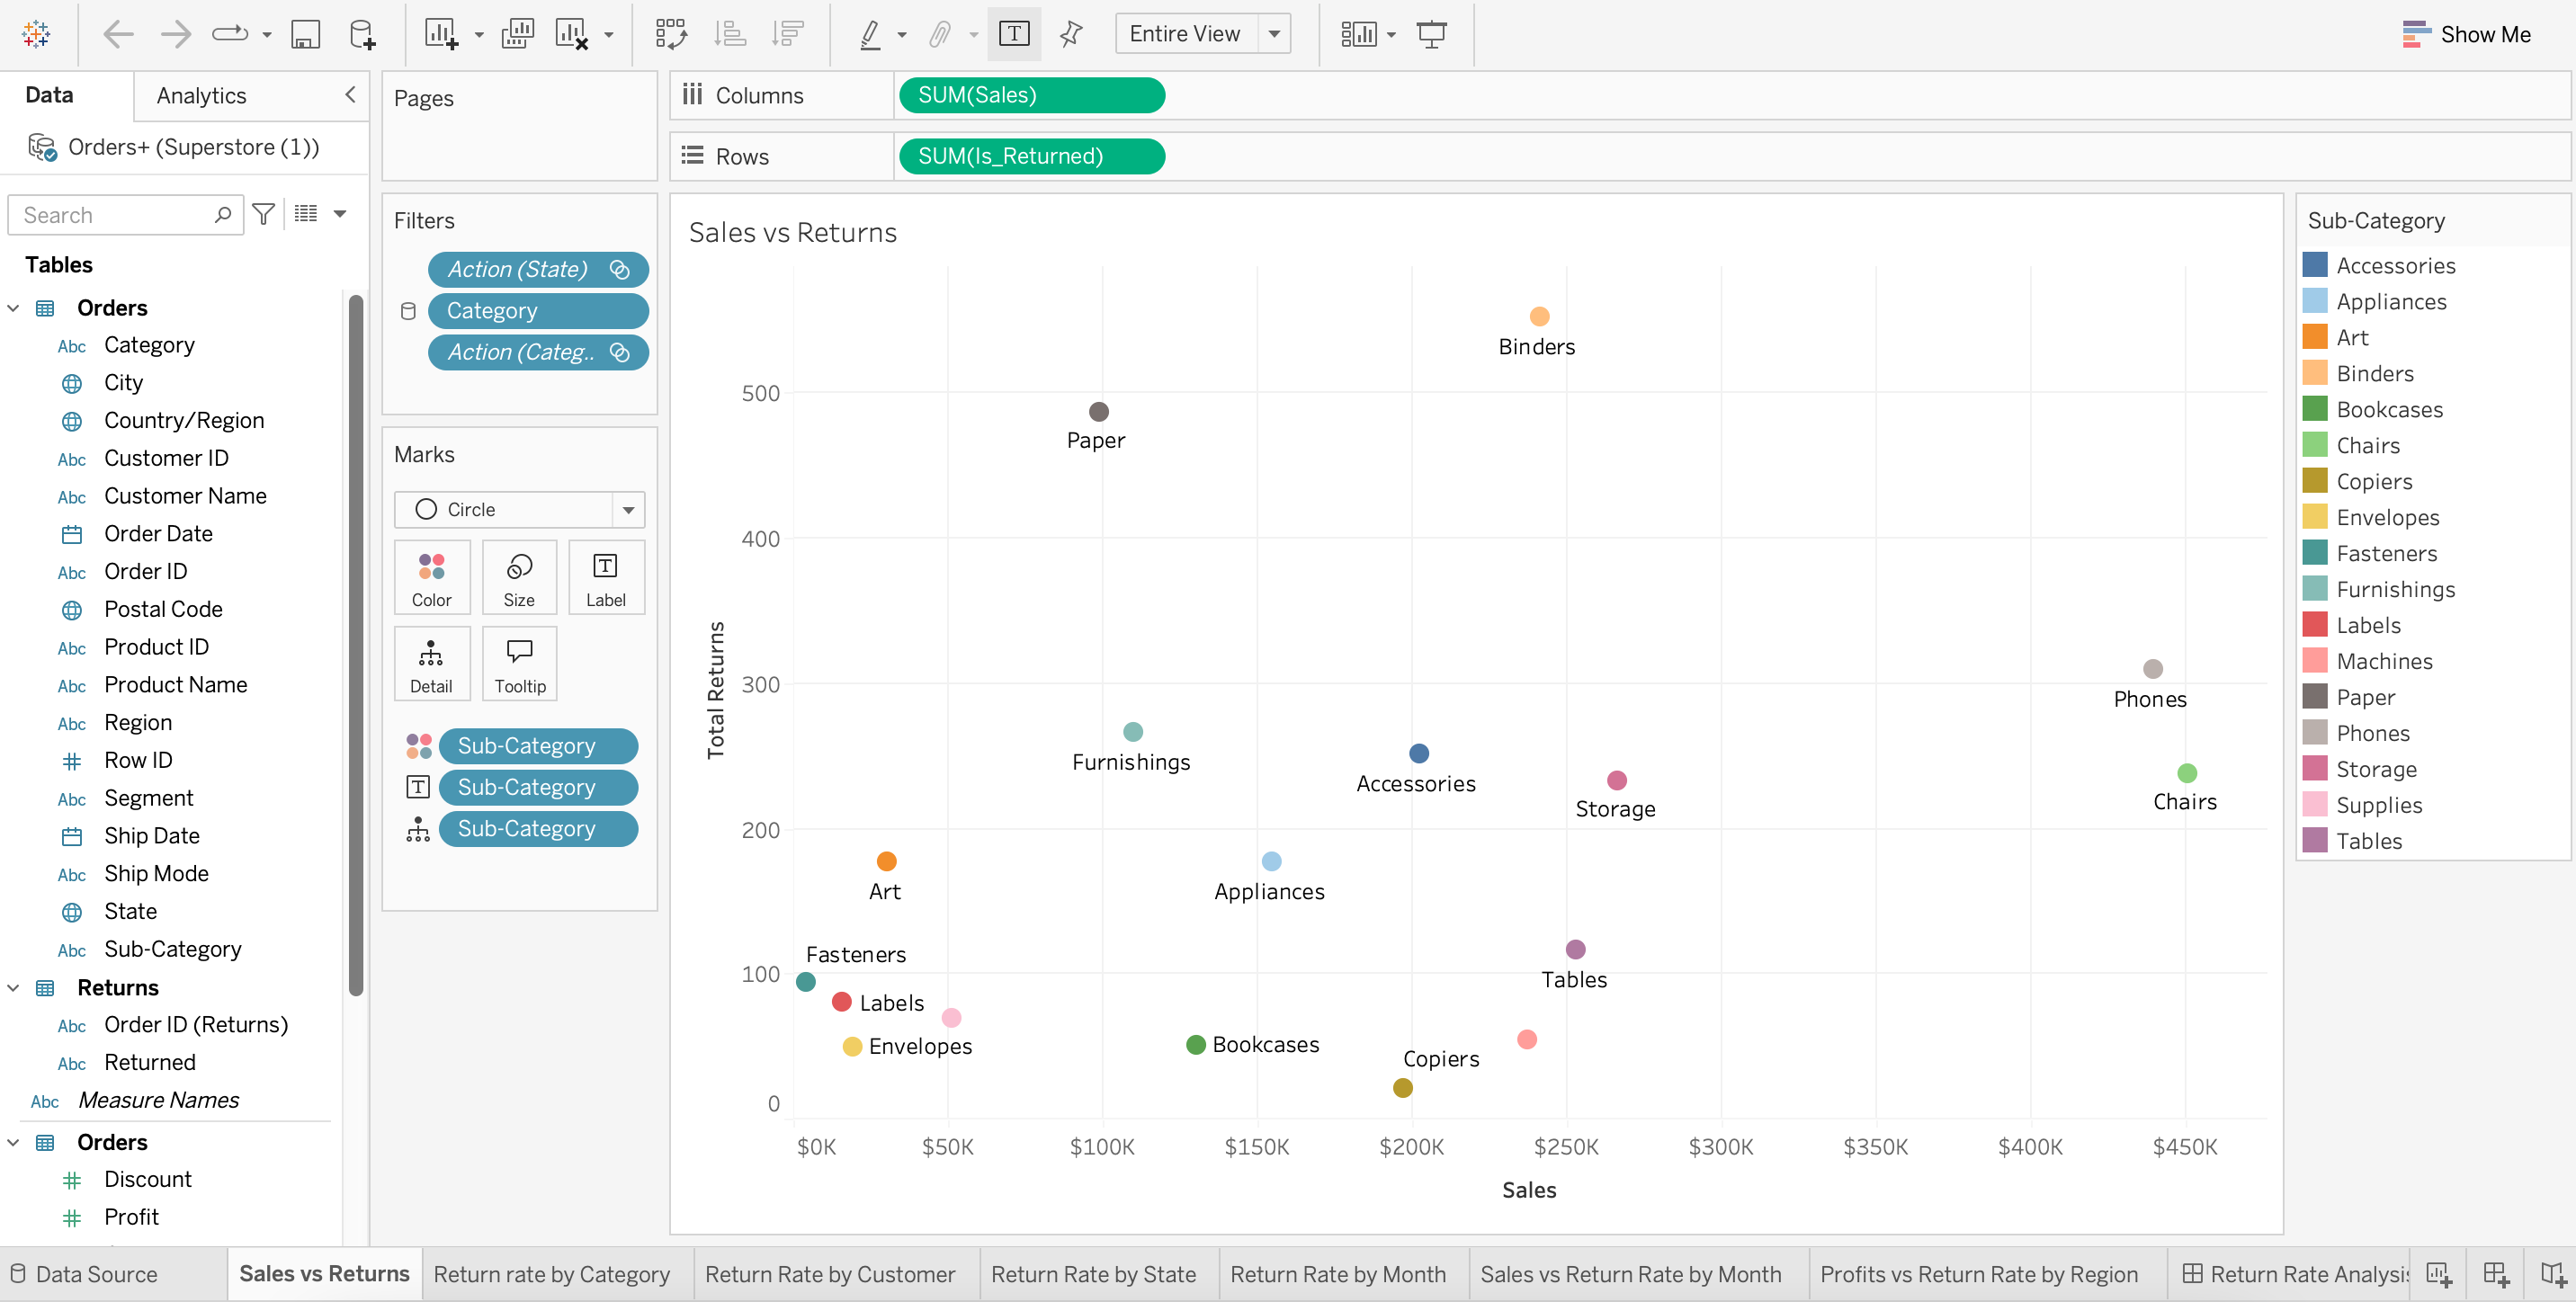 Entire View
Show Me
Data
Analytics
Orders+ (Superstore (1))
Search
Tables
Orders
Abc Category
City
Country/Region
Abc Customer ID
Abc Customer Name
Order Date
Abc Order ID
Postal Code
Abc Product ID
Abc Product Name
Abc Region
Row ID
Abc Segment
Ship Date
Abc Ship Mode
State
Abc Sub-Category
Returns
Abc Order ID (Returns)
Abc Returned
Abc Measure Names
Orders
Discount
Profit
Pages
Filters
Action (State)
Category
Action (Categ..
Marks
Circle
Color
Size
T
Label
Detail
Tooltip
Sub-Category
T Sub-Category
Sub-Category
Columns
SUM(Sales)
Rows
SUM(Is_Returned)
Sales vs Returns
Total Returns
500
400
300
200
100
0
Binders
Paper
Phones
Furnishings
Accessories
Storage
Chairs
Art
Appliances
Fasteners
Tables
Labels
Envelopes
Bookcases
Copiers
$0K $50K $100K $150K $200K $250K $300K $350K $400K $450K
Sales
Sub-Category
Accessories
Appliances
Art
Binders
Bookcases
Chairs
Copiers
Envelopes
Fasteners
Furnishings
Labels
Machines
Paper
Phones
Storage
Supplies
Tables
Data Source
Sales vs Returns
Return rate by Category
Return Rate by Customer
Return Rate by State
Return Rate by Month
Sales vs Return Rate by Month
Profits vs Return Rate by Region
Return Rate Analysi